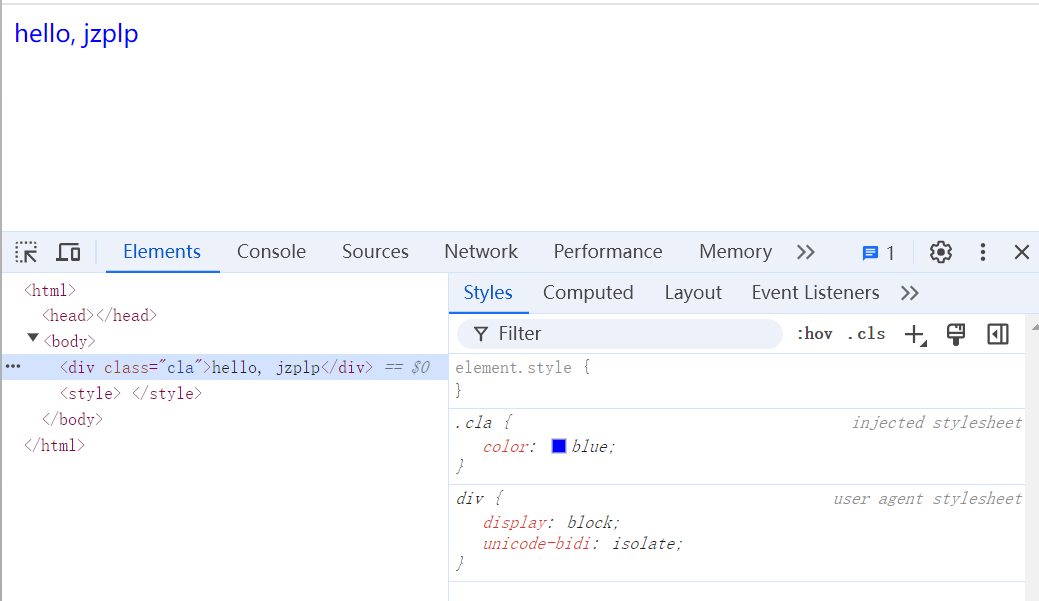 hello, jzplp
Elements Console Sources Network Performance Memory 1
<html>
<head></head>
<body>
<div class="cla">hello, jzplp</div> == $0
<style> </style>
</body>
</html>
Styles Computed Layout Event Listeners
Filter :hov .cls
element.style {
}
.cla { injected stylesheet
color: blue;
}
div { user agent stylesheet
display: block;
unicode-bidi: isolate;
}